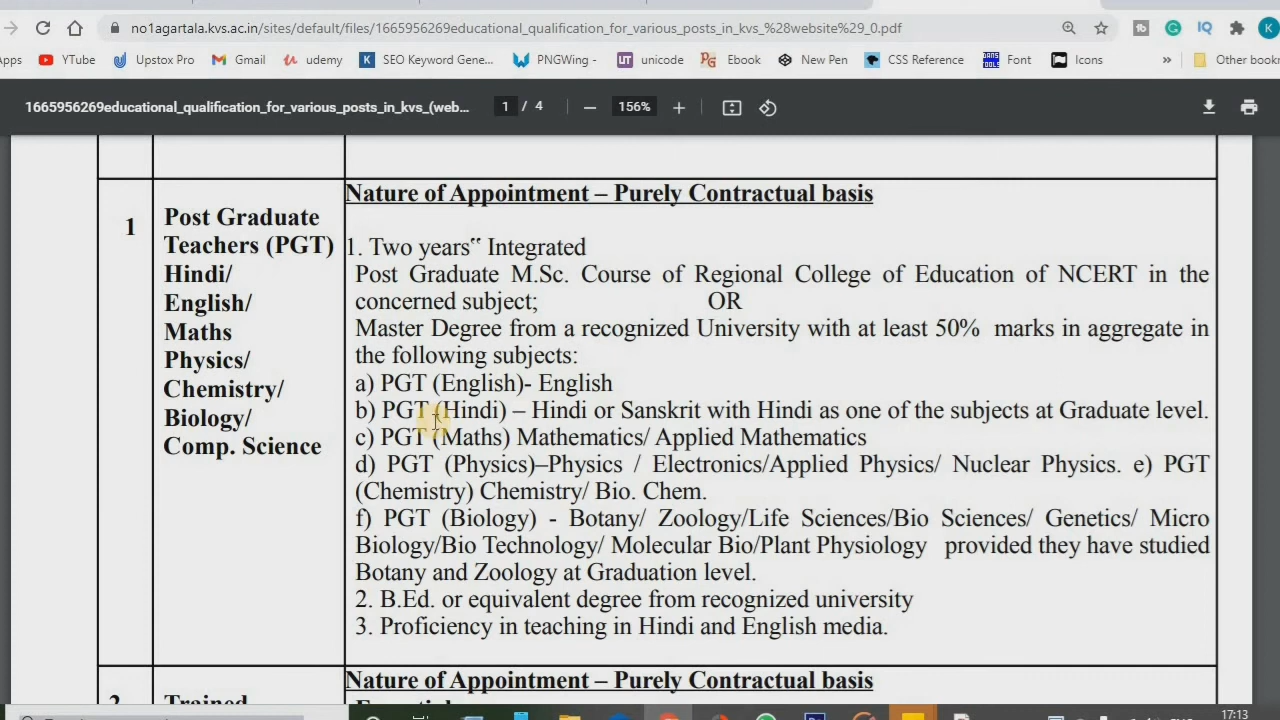 no1agartala.kvs.ac.in/sites/default/files/1665956269educational_qualification_for_various_posts_in_kvs_%28website%29_0.pdf
Apps YTube Upstox Pro Gmail udemy SEO Keyword Gene... PNGWing - unicode Ebook New Pen CSS Reference Font Icons » Other book
1665956269educational_qualification_for_various_posts_in_kvs_(web... 1 / 4 156%
Nature of Appointment – Purely Contractual basis
1
Post Graduate
Teachers (PGT)
Hindi/
English/
Maths
Physics/
Chemistry/
Biology/
Comp. Science
1. Two years‟ Integrated
Post Graduate M.Sc. Course of Regional College of Education of NCERT in the
concerned subject; OR
Master Degree from a recognized University with at least 50% marks in aggregate in
the following subjects:
a) PGT (English)- English
b) PGT (Hindi) – Hindi or Sanskrit with Hindi as one of the subjects at Graduate level.
c) PGT (Maths) Mathematics/ Applied Mathematics
d) PGT (Physics)–Physics / Electronics/Applied Physics/ Nuclear Physics. e) PGT
(Chemistry) Chemistry/ Bio. Chem.
f) PGT (Biology) - Botany/ Zoology/Life Sciences/Bio Sciences/ Genetics/ Micro
Biology/Bio Technology/ Molecular Bio/Plant Physiology provided they have studied
Botany and Zoology at Graduation level.
2. B.Ed. or equivalent degree from recognized university
3. Proficiency in teaching in Hindi and English media.
Nature of Appointment – Purely Contractual basis
2 Trained
17:13